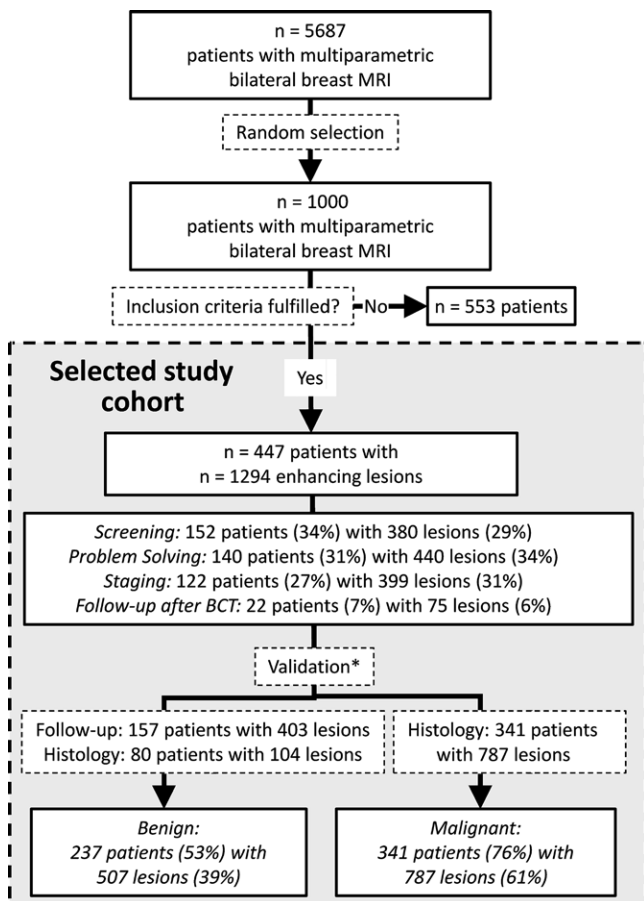 n = 5687
patients with multiparametric
bilateral breast MRI
Random selection
n = 1000
patients with multiparametric
bilateral breast MRI
Inclusion criteria fulfilled?
No
n = 553 patients
Selected study
cohort
Yes
n = 447 patients with
n = 1294 enhancing lesions
Screening: 152 patients (34%) with 380 lesions (29%)
Problem Solving: 140 patients (31%) with 440 lesions (34%)
Staging: 122 patients (27%) with 399 lesions (31%)
Follow-up after BCT: 22 patients (7%) with 75 lesions (6%)
Validation*
Follow-up: 157 patients with 403 lesions
Histology: 80 patients with 104 lesions
Histology: 341 patients
with 787 lesions
Benign:
237 patients (53%) with
507 lesions (39%)
Malignant:
341 patients (76%) with
787 lesions (61%)